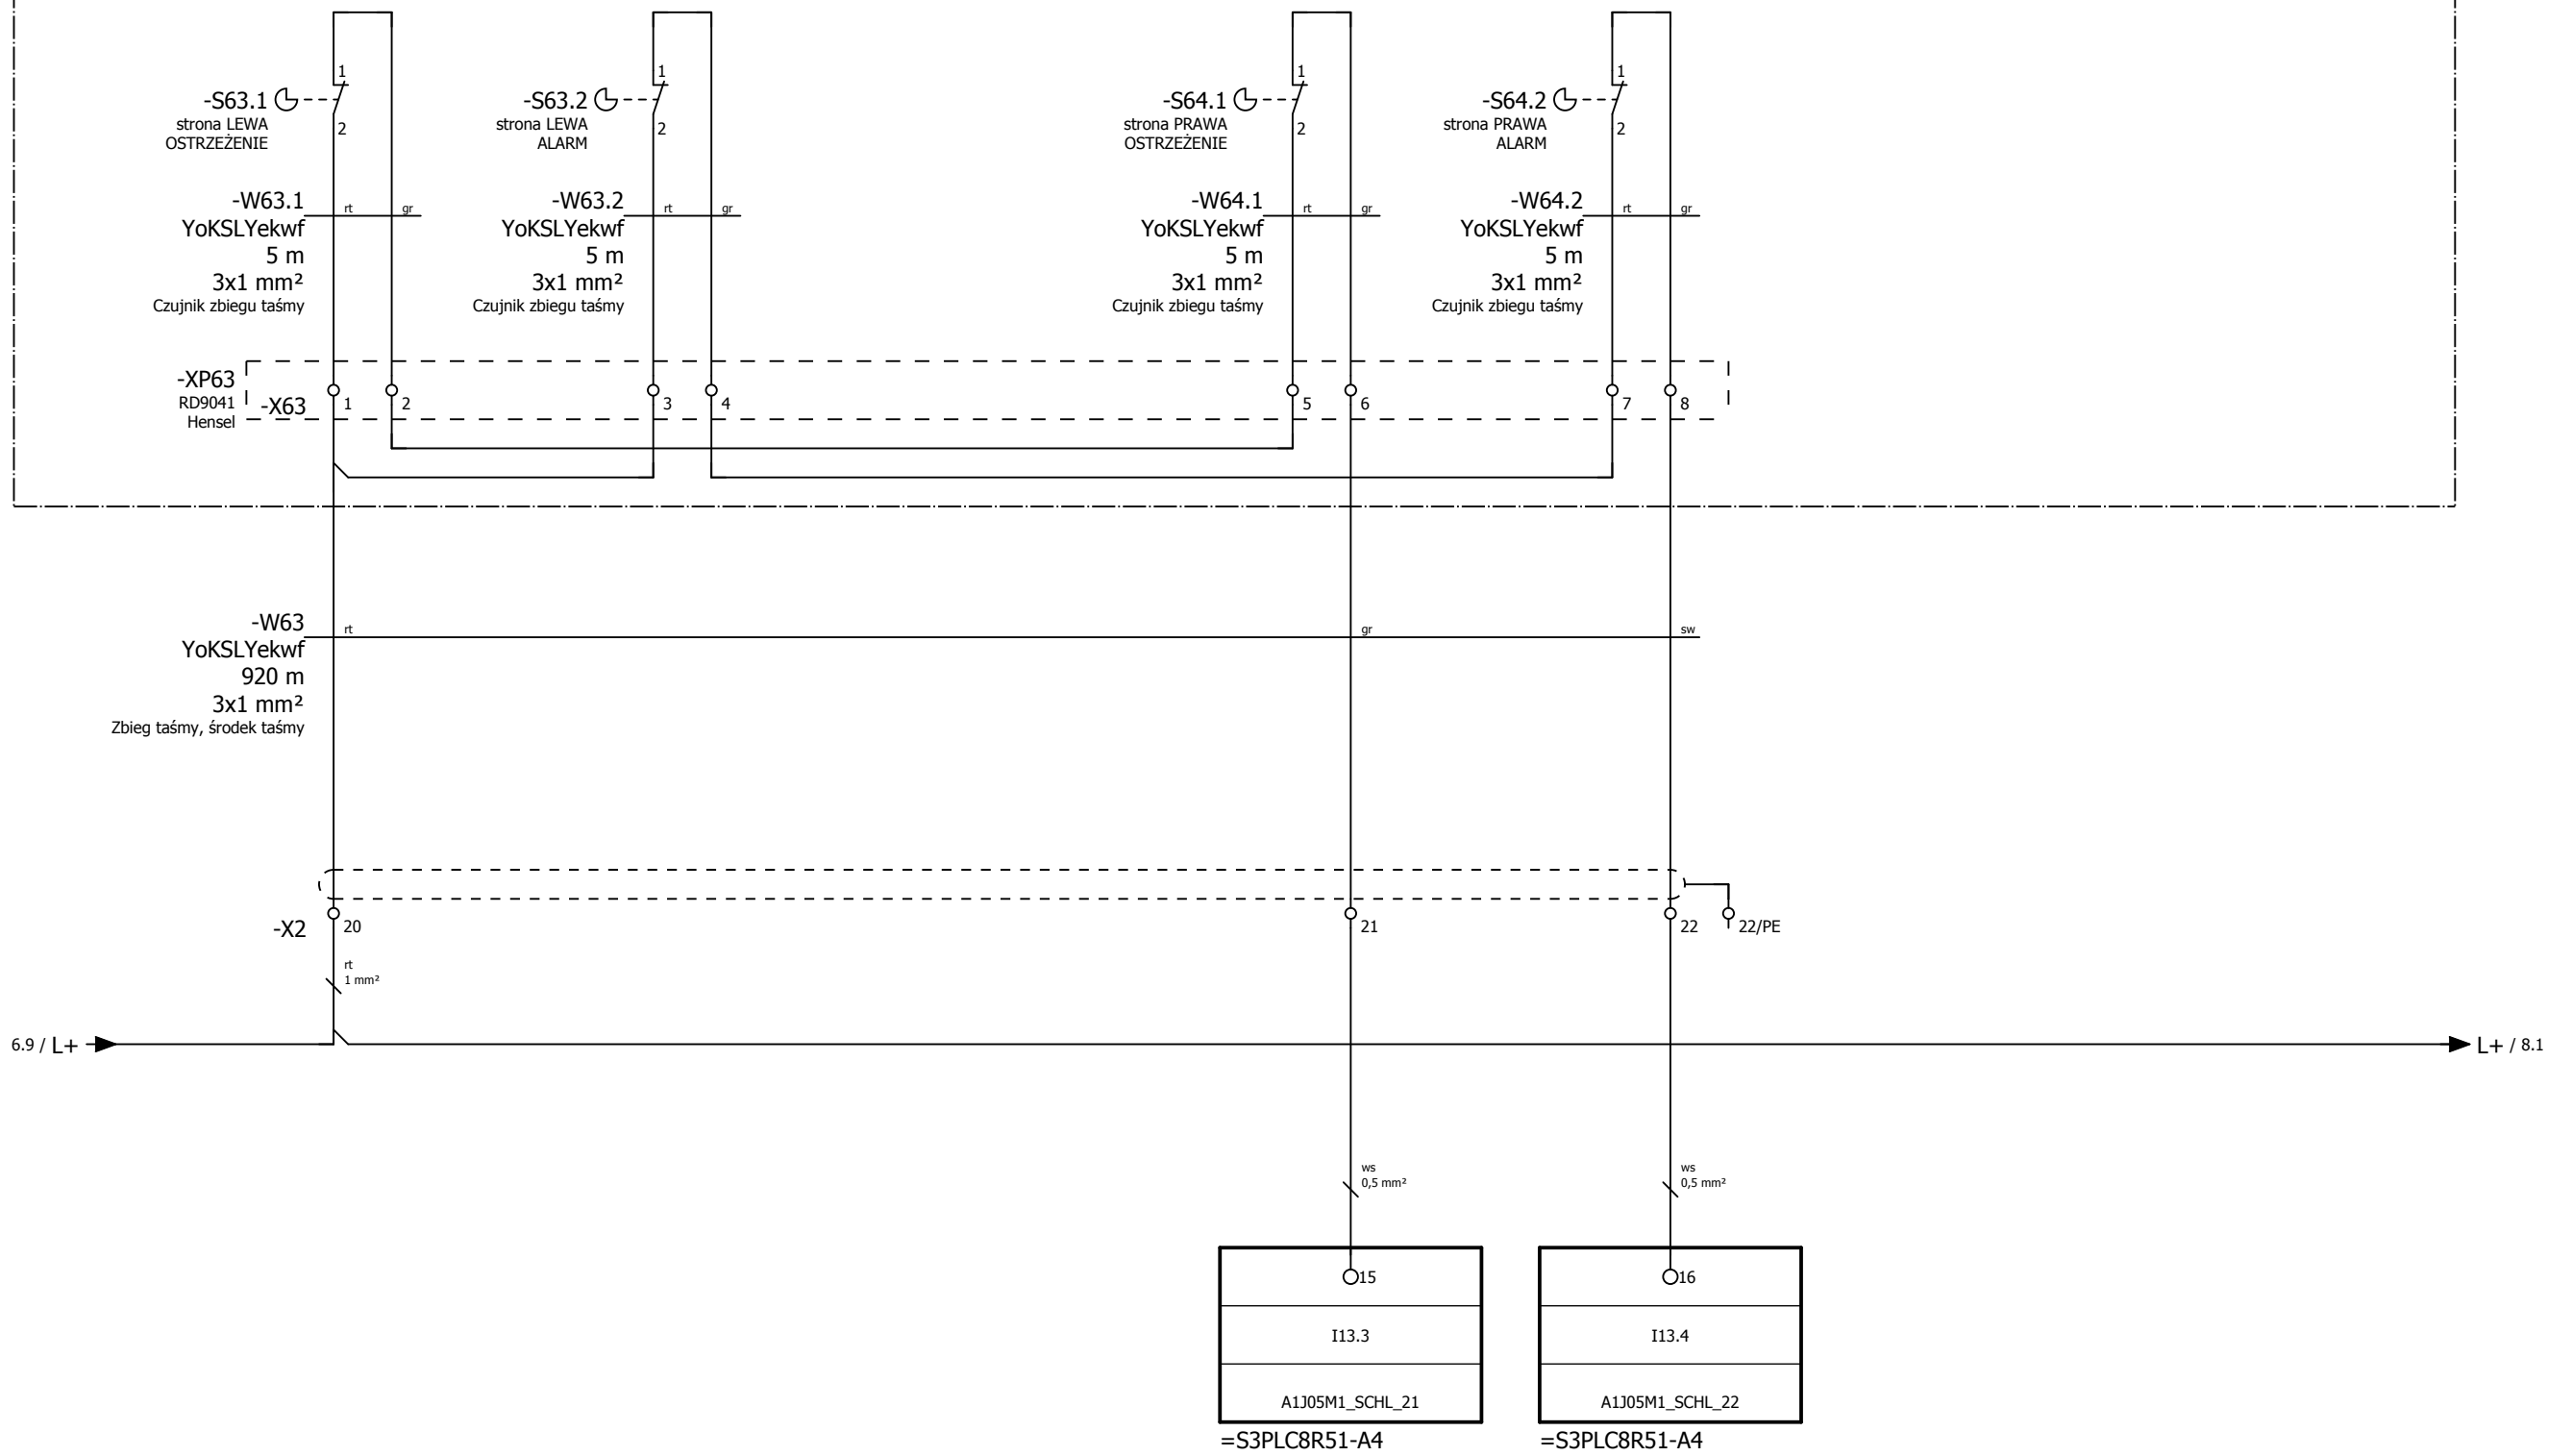 1
1
1
1
-S63.1
strona LEWA
OSTRZEŻENIE
2
-S63.2
strona LEWA
ALARM
2
-S64.1
strona PRAWA
OSTRZEŻENIE
2
-S64.2
strona PRAWA
ALARM
2
-W63.1
YoKSLYekwf
5 m
3x1 mm²
Czujnik zbiegu taśmy
rt
gr
-W63.2
YoKSLYekwf
5 m
3x1 mm²
Czujnik zbiegu taśmy
rt
gr
-W64.1
YoKSLYekwf
5 m
3x1 mm²
Czujnik zbiegu taśmy
rt
gr
-W64.2
YoKSLYekwf
5 m
3x1 mm²
Czujnik zbiegu taśmy
rt
gr
-XP63
RD9041
Hensel
-X63
1
2
3
4
5
6
7
8
-W63
YoKSLYekwf
920 m
3x1 mm²
Zbieg taśmy, środek taśmy
rt
gr
sw
-X2
20
21
22
22/PE
rt
1 mm²
6.9 / L+
L+ / 8.1
ws
0,5 mm²
ws
0,5 mm²
15
I13.3
A1J05M1_SCHL_21
=S3PLC8R51-A4
16
I13.4
A1J05M1_SCHL_22
=S3PLC8R51-A4